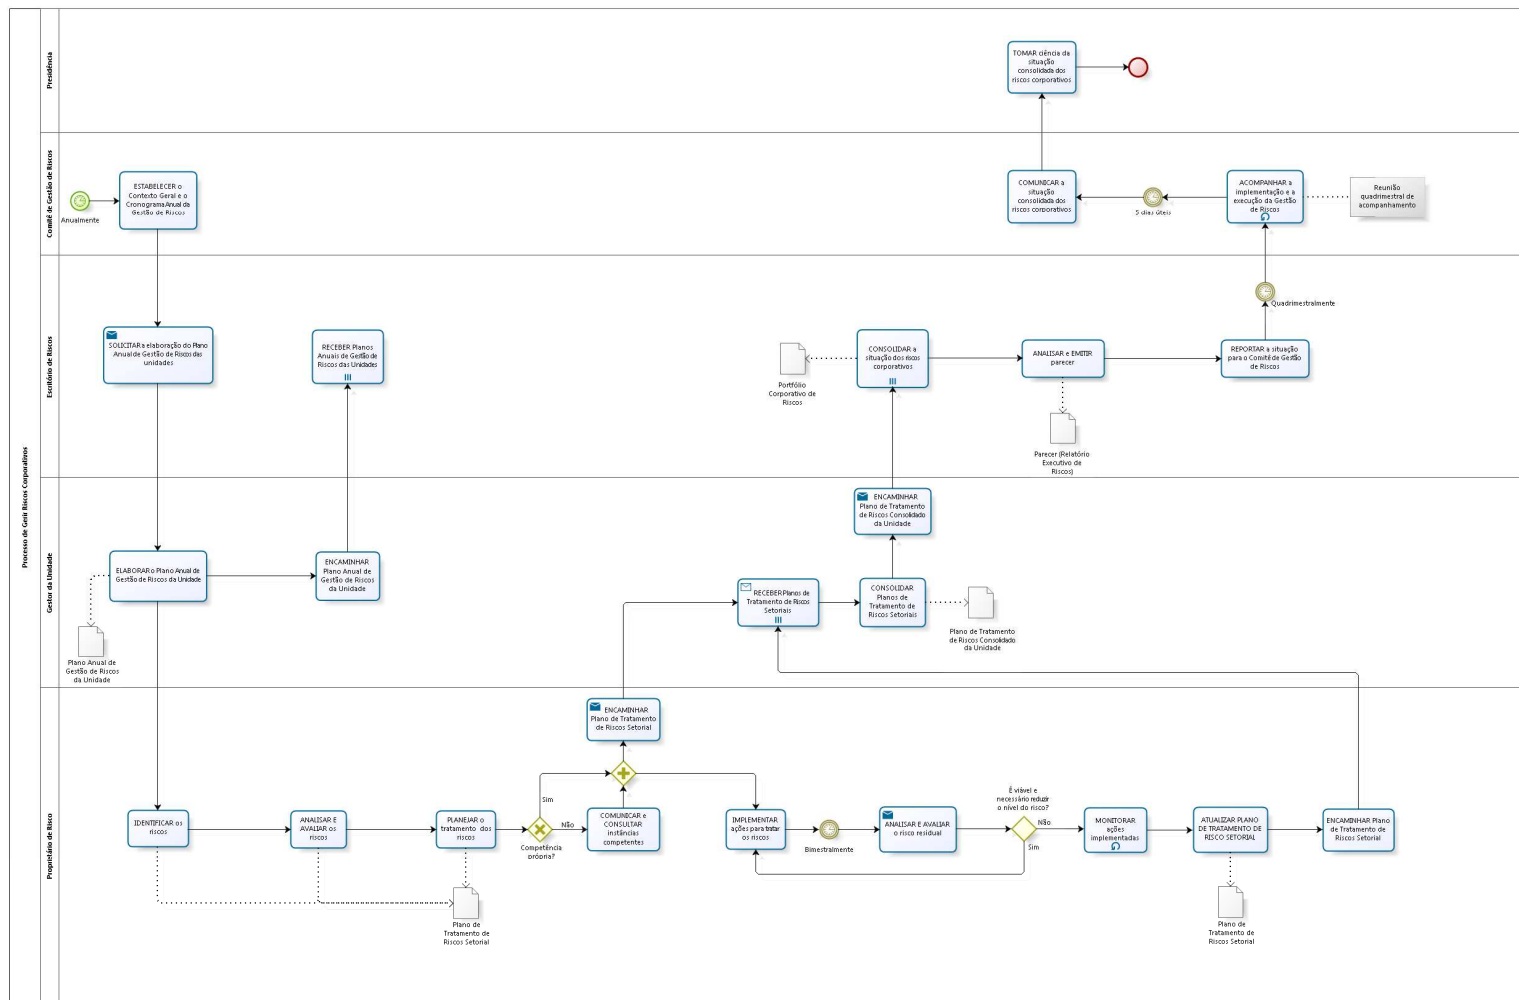 Processo de Gerir Riscos Corporativos
Presidência
TOMAR ciência da
situação
consolidada dos
riscos corporativos
Comitê de Gestão de Riscos
Anualmente
ESTABELECER o
Contexto Geral e o
Cronograma Anual da
Gestão de Riscos
COMUNICAR a
situação
consolidada dos
riscos corporativos
5 dias úteis
ACOMPANHAR a
implementação e a
execução da Gestão
de Riscos
Reunião
quadrimestral de
acompanhamento
Escritório de Riscos
Quadrimestralmente
SOLICITAR a elaboração do Plano
Anual de Gestão de Riscos das
unidades
RECEBER Planos
Anuais de Gestão de
Riscos das Unidades
Portfólio
Corporativo de
Riscos
CONSOLIDAR a
situação dos riscos
corporativos
ANALISAR e EMITIR
parecer
Parecer (Relatório
Executivo de
Riscos)
REPORTAR a situação
para o Comitê de Gestão
de Riscos
Gestor da Unidade
ELABORAR o Plano Anual de
Gestão de Riscos da Unidade
Plano Anual de
Gestão de Riscos
da Unidade
ENCAMINHAR
Plano Anual de
Gestão de Riscos
da Unidade
ENCAMINHAR
Plano de Tratamento
de Riscos Consolidado
da Unidade
RECEBER Planos de
Tratamento de Riscos
Setoriais
CONSOLIDAR
Planos de
Tratamento de
Riscos Setoriais
Plano de Tratamento
de Riscos Consolidado
da Unidade
Proprietário de Risco
ENCAMINHAR
Plano de Tratamento
de Riscos Setorial
IDENTIFICAR os
riscos
ANALISAR E
AVALIAR os
riscos
PLANEJAR o
tratamento dos
riscos
Plano de
Tratamento de
Riscos Setorial
Competência
própria?
Sim
Não
COMUNICAR e
CONSULTAR
instâncias
competentes
IMPLEMENTAR
ações para tratar
os riscos
Bimestralmente
ANALISAR E AVALIAR
o risco residual
É viável e
necessário reduzir
o nível do risco?
Não
Sim
MONITORAR
ações
implementadas
ATUALIZAR PLANO
DE TRATAMENTO DE
RISCO SETORIAL
Plano de
Tratamento de
Riscos Setorial
ENCAMINHAR Plano
de Tratamento de
Riscos Setorial